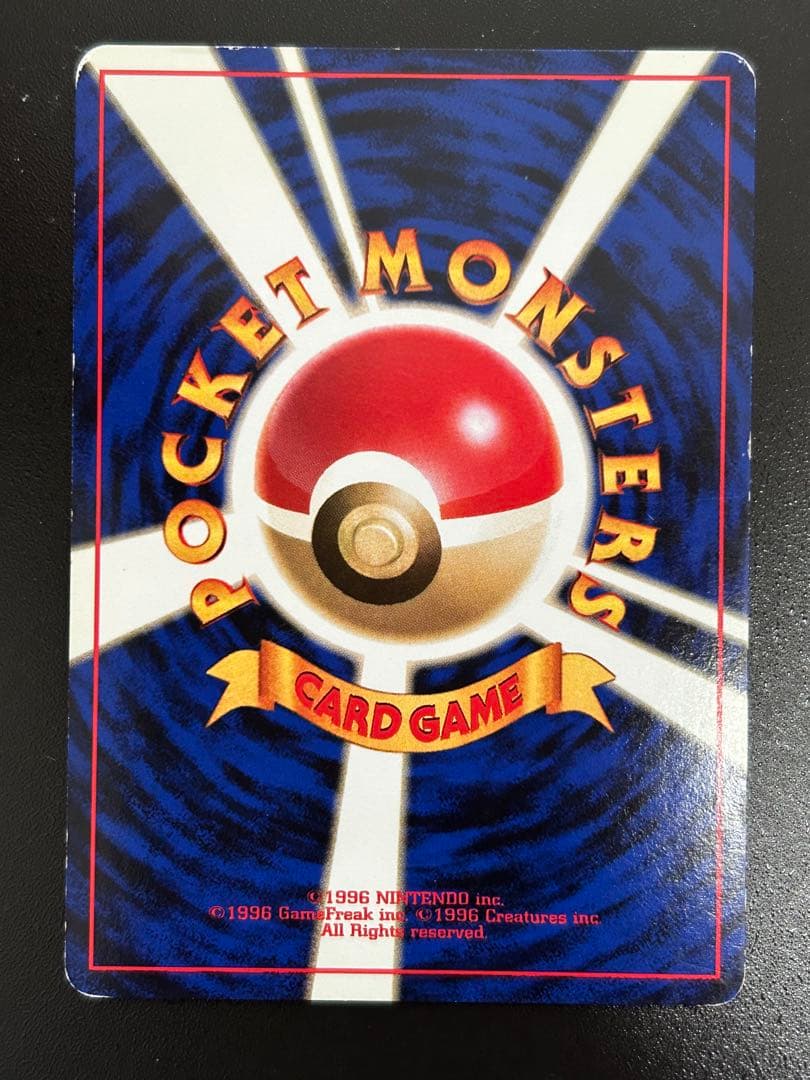 POCKET MONSTERS
CARD GAME
©1996 NINTENDO inc.
©1996 GameFreak inc. ©1996 Creatures inc.
All Rights reserved.